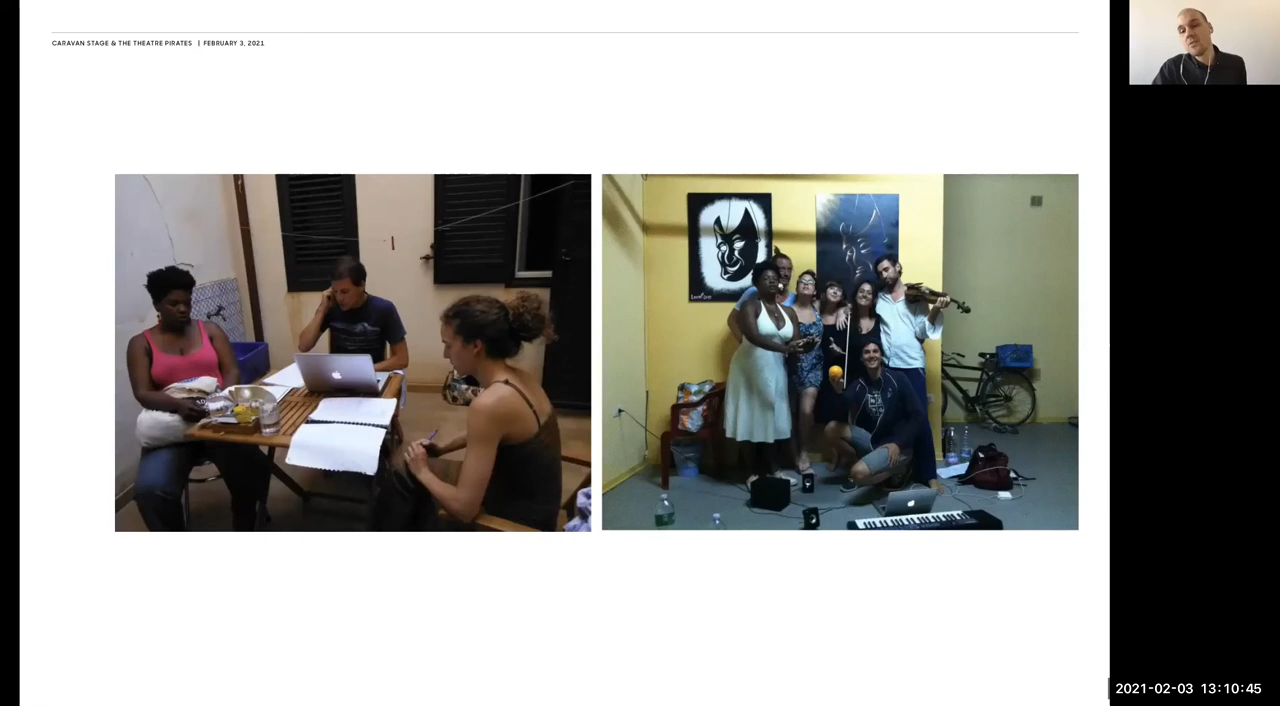 CARAVAN STAGE & THE THEATRE PIRATES | FEBRUARY 3, 2021
2021-02-03 13:10:45